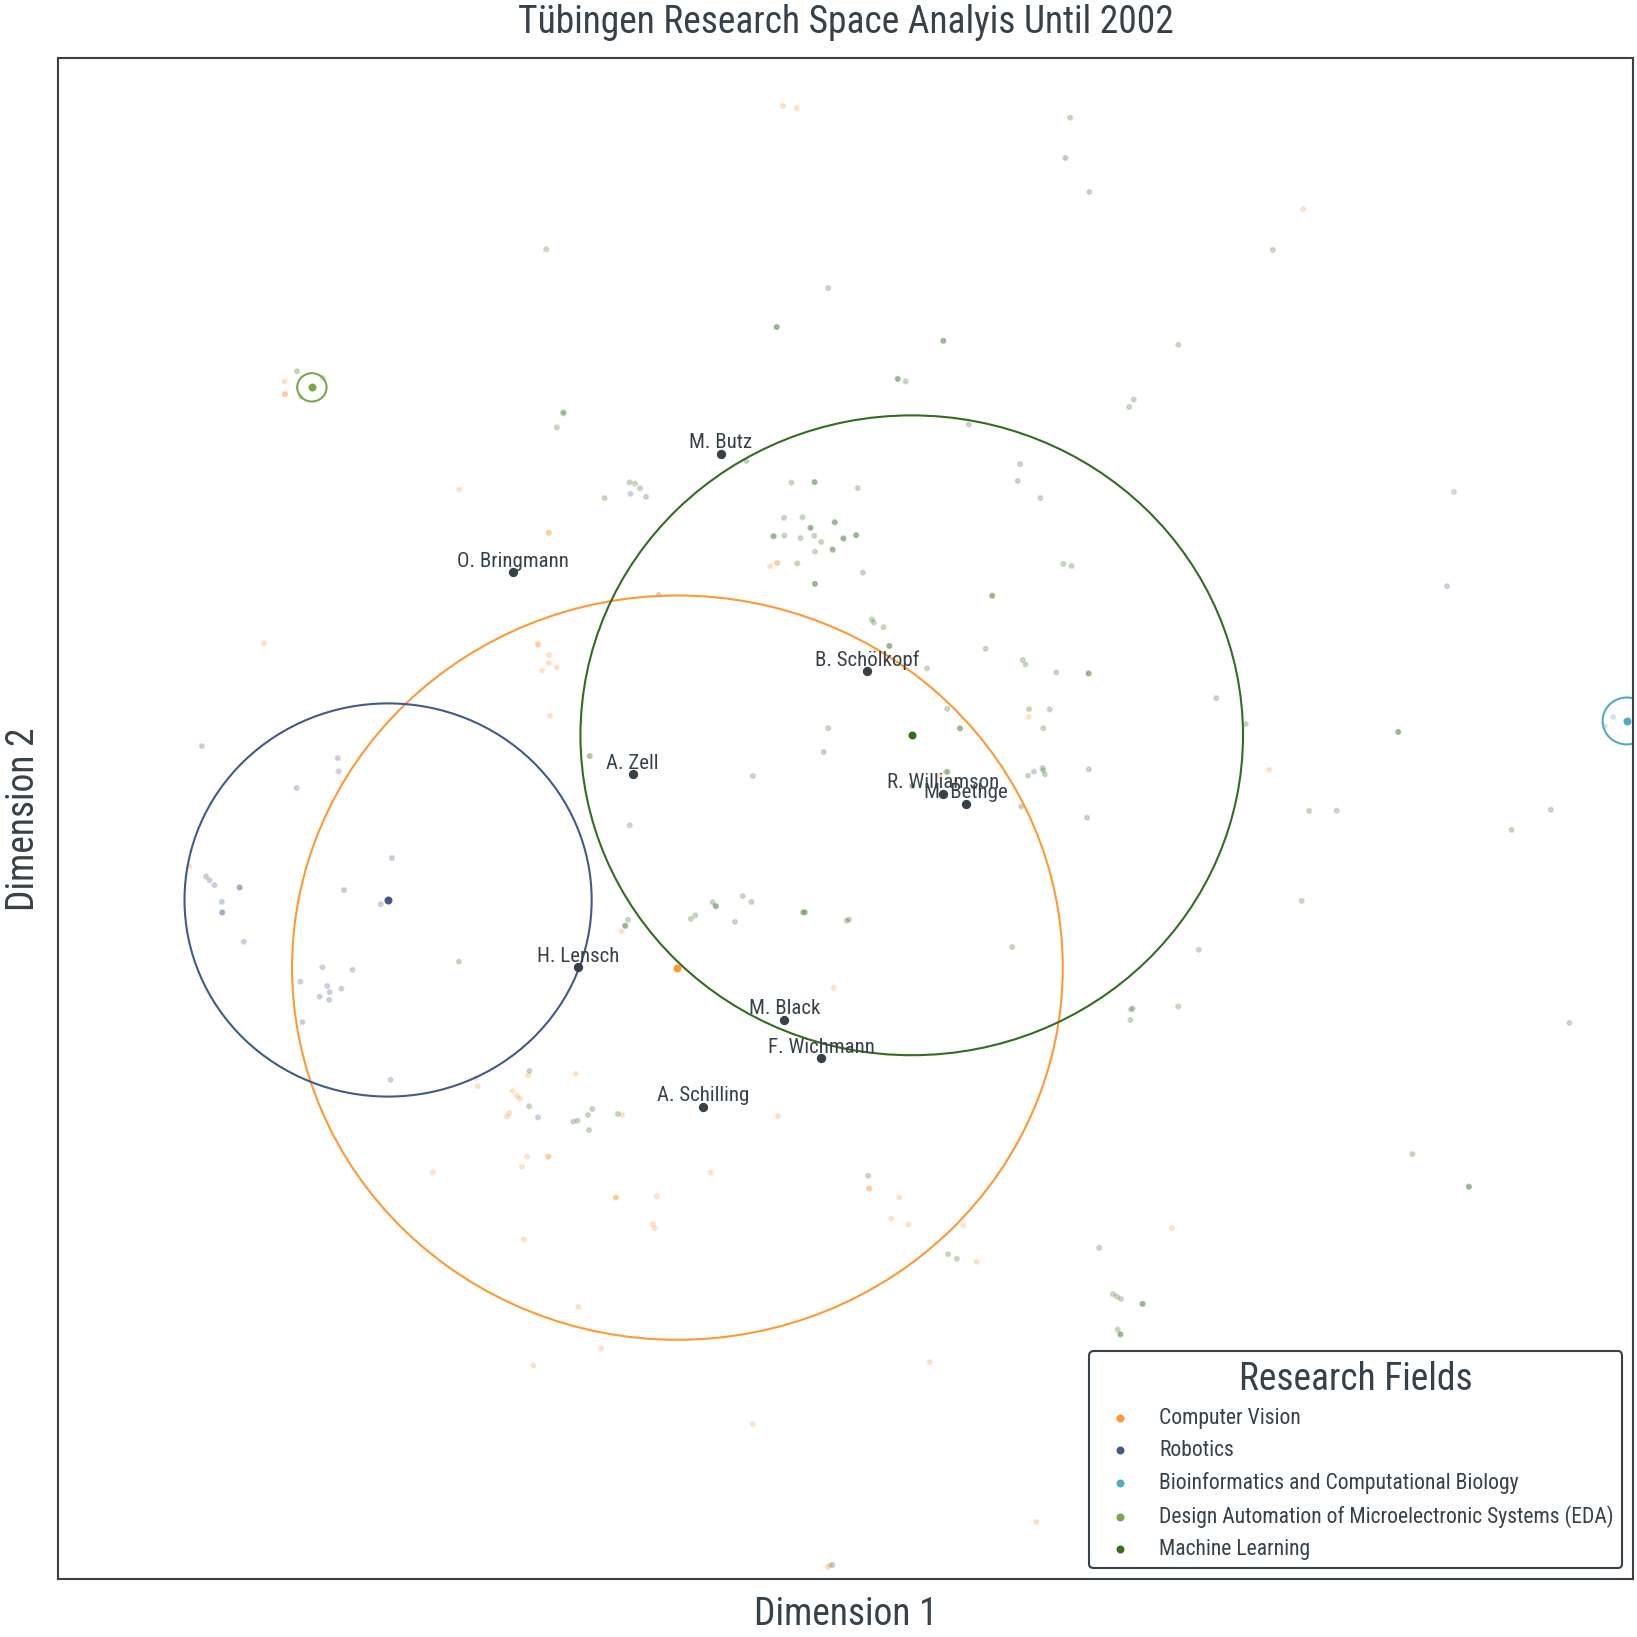 Tübingen Research Space Analyis Until 2002
M. Butz
O. Bringmann
B. Schölkopf
A. Zell
R. Williamson
M. Bethge
H. Lensch
M. Black
F. Wichmann
A. Schilling
Dimension 2
Research Fields
Computer Vision
Robotics
Bioinformatics and Computational Biology
Design Automation of Microelectronic Systems (EDA)
Machine Learning
Dimension 1